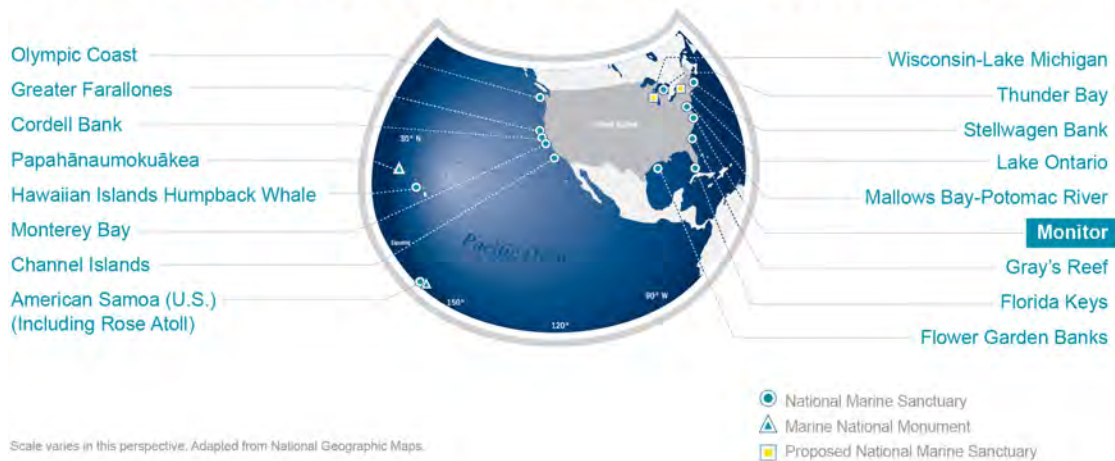 Olympic Coast
Greater Farallones
Cordell Bank
Papahānaumokuākea
Hawaiian Islands Humpback Whale
Monterey Bay
Channel Islands
American Samoa (U.S.)
(Including Rose Atoll)
30° N
Pacific Ocean
150°
120°
90° W
Wisconsin-Lake Michigan
Thunder Bay
Stellwagen Bank
Lake Ontario
Mallows Bay-Potomac River
Monitor
Gray's Reef
Florida Keys
Flower Garden Banks
National Marine Sanctuary
Marine National Monument
Proposed National Marine Sanctuary
Scale varies in this perspective. Adapted from National Geographic Maps.